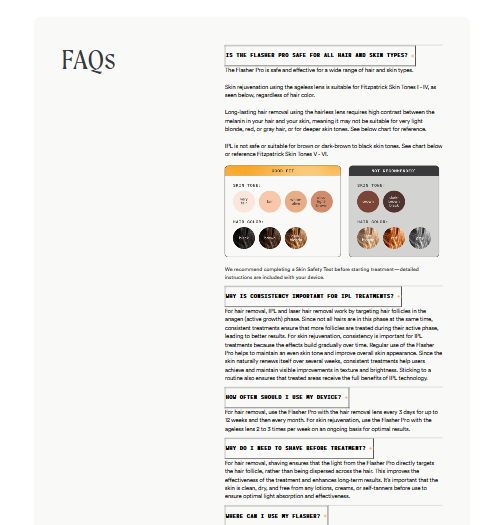 FAQs
IS THE FLASHER PRO SAFE FOR ALL HAIR AND SKIN TYPES?
The Flasher Pro is safe and effective for a wide range of hair and skin types.
Skin rejuvenation using the ageless lens is suitable for Fitzpatrick Skin Tones I - IV, as
seen below, regardless of hair color.
Long-lasting hair removal using the hairless lens requires high contrast between the
melanin in your hair and your skin, meaning it may not be suitable for very light
blonde, red, or gray hair, or for deeper skin tones. See below chart for reference.
IPL is not safe or suitable for brown or dark-brown to black skin tones. See chart below
or reference Fitzpatrick Skin Tones V - VI.
GOOD FIT
NOT RECOMMENDED
SKIN TONE:
SKIN TONE:
very fair
fair
light brown
brown
dark brown black
HAIR COLOR:
HAIR COLOR:
black
brown
We recommend completing a Skin Safety Test before starting treatment—detailed
instructions are included with your device.
WHY IS CONSISTENCY IMPORTANT FOR IPL TREATMENTS?
For hair removal, IPL and laser hair removal work by targeting hair follicles in the
anagen (active growth) phase. Since not all hairs are in this phase at the same time,
consistent treatments ensure that more follicles are treated during their active phase,
leading to better results. For skin rejuvenation, consistency is important for IPL
treatments because the effects build gradually over time. Regular use of the Flasher
Pro helps to maintain an even skin tone and improve overall skin appearance. Since the
skin naturally renews itself over several weeks, consistent treatments help users
achieve and maintain visible improvements in texture and brightness. Sticking to a
routine also ensures that treated areas receive the full benefits of IPL technology.
HOW OFTEN SHOULD I USE MY DEVICE?
For hair removal, use the Flasher Pro with the hair removal lens every 3 days for up to
12 weeks and then every month. For skin rejuvenation, use the Flasher Pro with the
ageless lens 2 to 3 times per week on an ongoing basis for optimal results.
WHY DO I NEED TO SHAVE BEFORE TREATMENT?
For hair removal, shaving ensures that the light from the Flasher Pro directly targets
the hair follicle, rather than being dispersed across the hair. This improves the
effectiveness of the treatment and enhances long-term results. It's important that the
skin is clean, dry, and free from any lotions, creams, or self-tanners before use to
ensure optimal light absorption and effectiveness.
WHERE CAN I USE MY FLASHER?